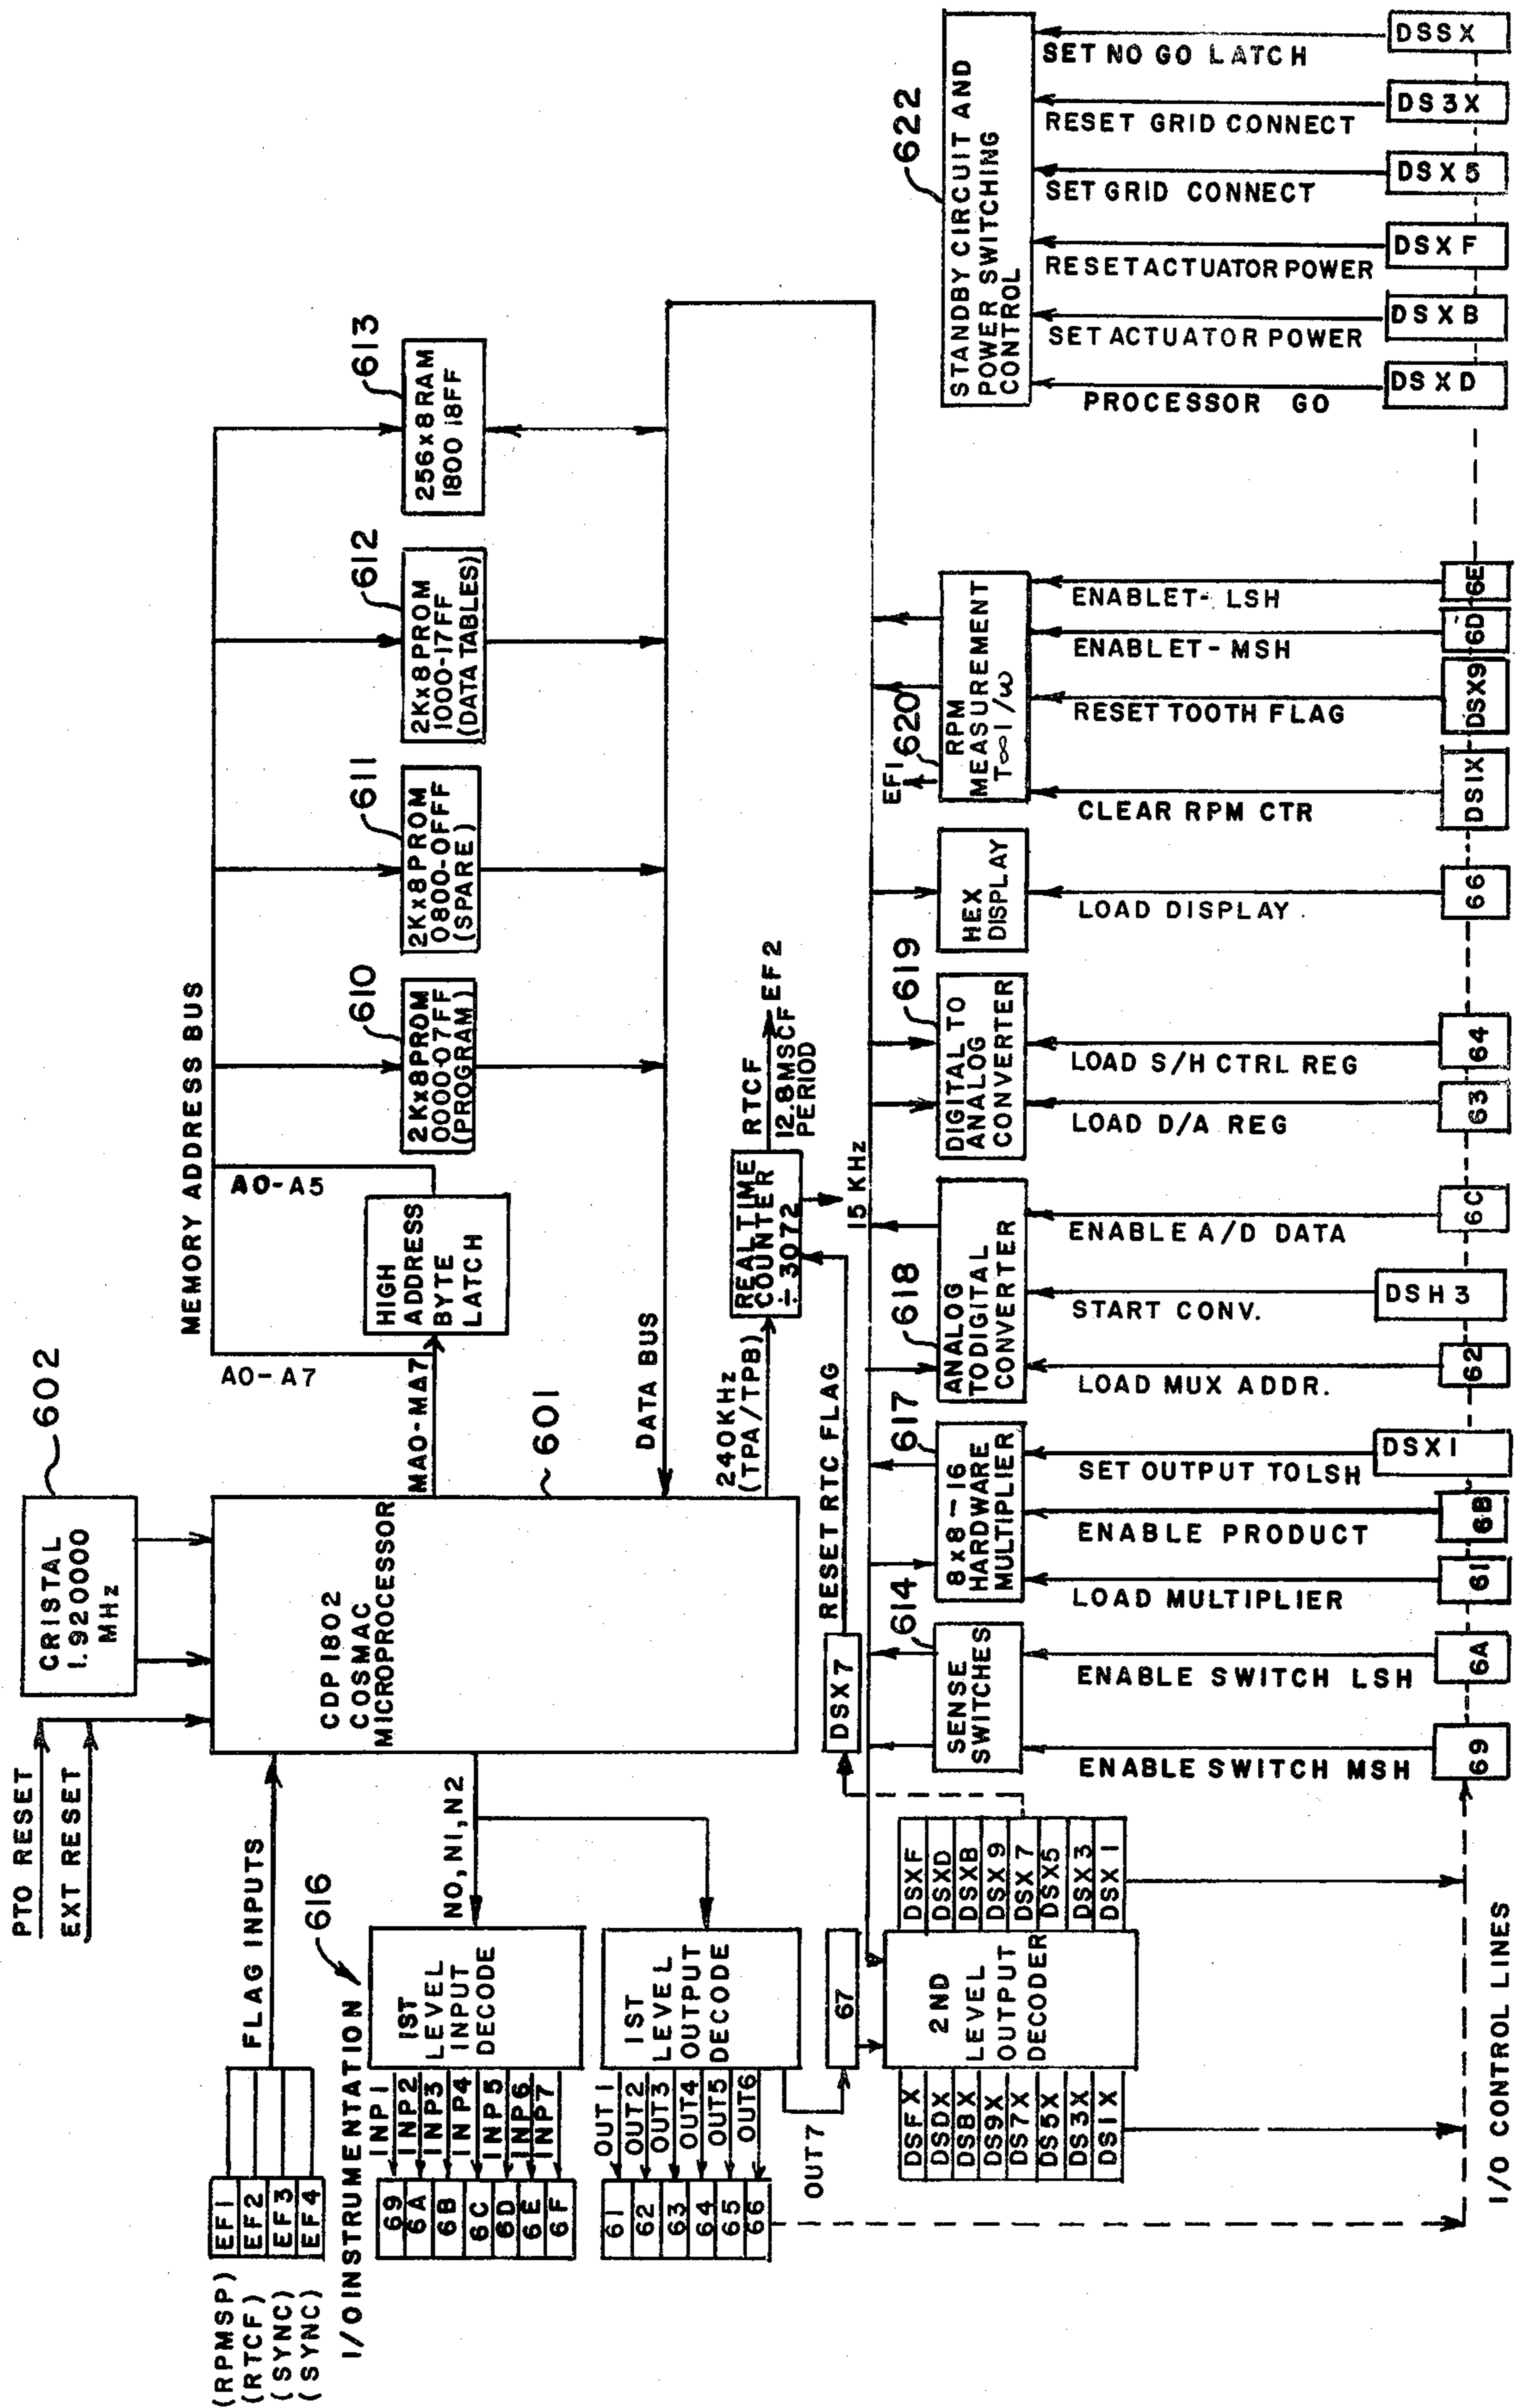 PTO RESET
EXT RESET
CRISTAL
1.920000
MHz
602
CDP1802
COSMAC
MICROPROCESSOR
601
(RPMSP)
(RTCF)
(SYNC)
(SYNC)
EF1
EF2
EF3
EF4
FLAG INPUTS
MA0-MA7
A0-A7
A0-A5
HIGH
ADDRESS
BYTE
LATCH
MEMORY ADDRESS BUS
2Kx8PROM
0000-07FF
(PROGRAM)
610
2Kx8PROM
0800-0FFF
(SPARE)
611
2Kx8PROM
1000-17FF
(DATA TABLES)
612
256x8RAM
1800 18FF
613
DATA BUS
240KHz
(TPA/TPB)
REALTIME
COUNTER
÷ 3072
RTCF
EF2
12.8MSCF
PERIOD
15 KHz
RESET RTC FLAG
DSX7
I/O INSTRUMENTATION
616
N0, N1, N2
1ST
LEVEL
INPUT
DECODE
INP1
INP2
INP3
INP4
INP5
INP6
INP7
69
6A
6B
6C
6D
6E
6F
1ST
LEVEL
OUTPUT
DECODE
OUT1
OUT2
OUT3
OUT4
OUT5
OUT6
61
62
63
64
65
66
OUT7
67
2ND
LEVEL
OUTPUT
DECODER
DSFX
DSDX
DSBX
DS9X
DS7X
DS5X
DS3X
DS1X
DSXF
DSXD
DSXB
DSX9
DSX7
DSX5
DSX3
DSX1
SENSE
SWITCHES
614
8x8-16
HARDWARE
MULTIPLIER
617
ANALOG
TO DIGITAL
CONVERTER
618
DIGITAL TO
ANALOG
CONVERTER
619
HEX
DISPLAY
EF1
620
RPM
MEASUREMENT
T∞1/ω
STANDBY CIRCUIT AND
POWER SWITCHING
CONTROL
622
ENABLE SWITCH MSH
ENABLE SWITCH LSH
LOAD MULTIPLIER
ENABLE PRODUCT
SET OUTPUT TOLSH
LOAD MUX ADDR.
START CONV.
ENABLE A/D DATA
LOAD D/A REG
LOAD S/H CTRL REG
LOAD DISPLAY
CLEAR RPM CTR
RESET TOOTH FLAG
ENABLET-MSH
ENABLET-LSH
PROCESSOR GO
SET ACTUATOR POWER
RESET ACTUATOR POWER
SET GRID CONNECT
RESET GRID CONNECT
SET NO GO LATCH
69
6A
61
6B
DSX1
62
DSH3
6C
63
64
66
DS1X
DSX9
6D
6E
DSXD
DSXB
DSXF
DSX5
DS3X
DSSX
I/O CONTROL LINES